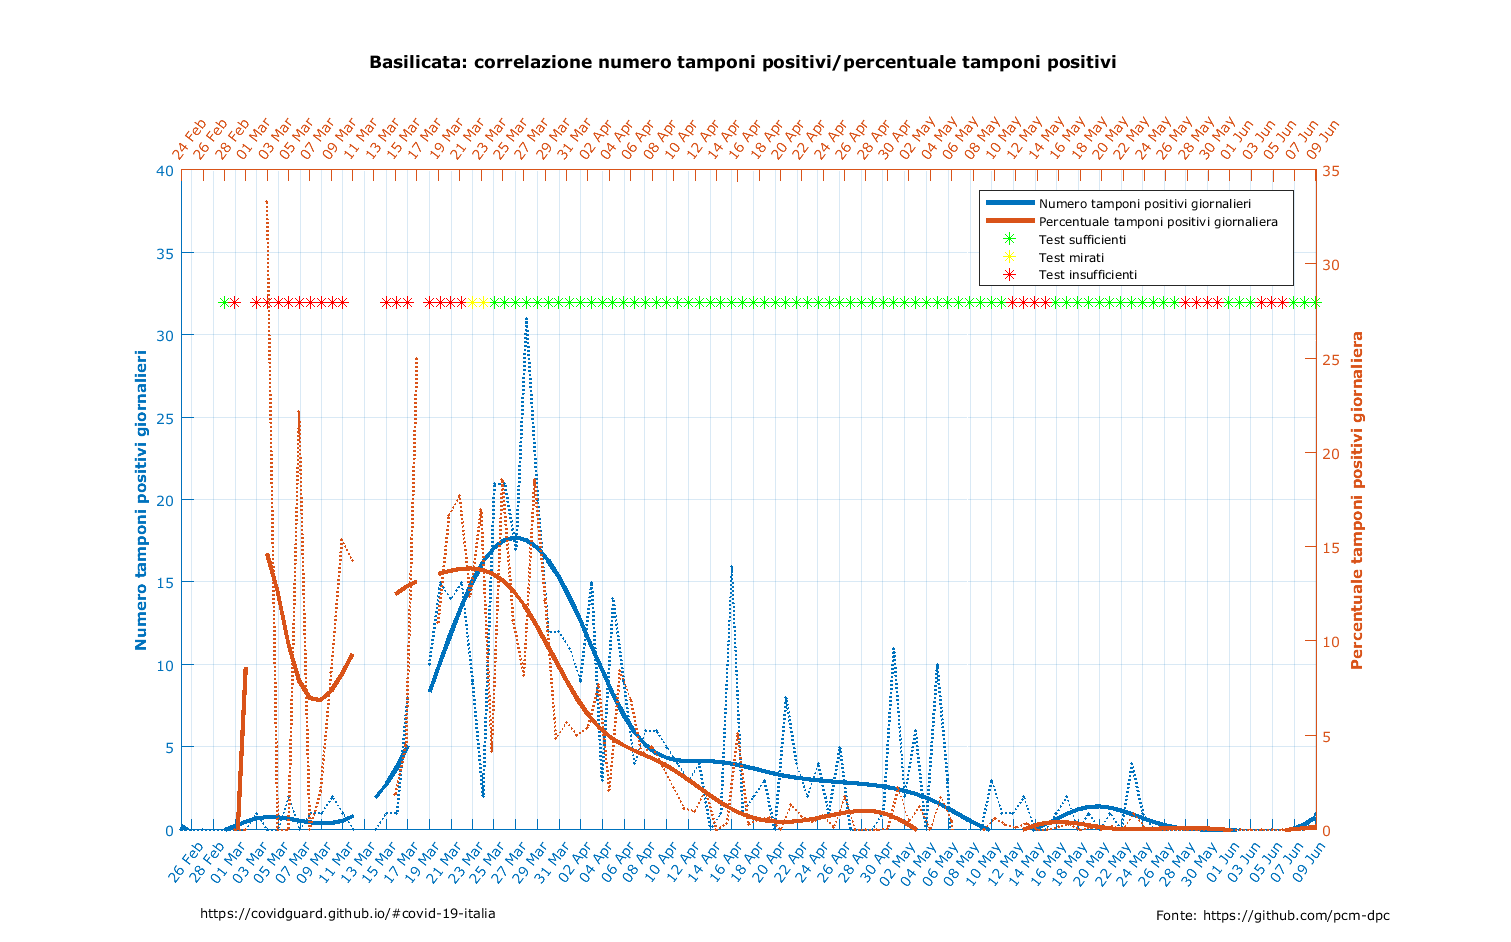 Basilicata: correlazione numero tamponi positivi/percentuale tamponi positivi
24 Feb 26 Feb 28 Feb 01 Mar 03 Mar 05 Mar 07 Mar 09 Mar 11 Mar 13 Mar 15 Mar 17 Mar 19 Mar 21 Mar 23 Mar 25 Mar 27 Mar 29 Mar 31 Mar 02 Apr 04 Apr 06 Apr 08 Apr 10 Apr 12 Apr 14 Apr 16 Apr 18 Apr 20 Apr 22 Apr 24 Apr 26 Apr 28 Apr 30 Apr 02 May 04 May 06 May 08 May 10 May 12 May 14 May 16 May 18 May 20 May 22 May 24 May 26 May 28 May 30 May 01 Jun 03 Jun 05 Jun 07 Jun 09 Jun
40
35
30
25
20
15
10
5
0
Numero tamponi positivi giornalieri
Numero tamponi positivi giornalieri
Percentuale tamponi positivi giornaliera
Test sufficienti
Test mirati
Test insufficienti
35
30
25
20
15
10
5
0
Percentuale tamponi positivi giornaliera
26 Feb 28 Feb 01 Mar 03 Mar 05 Mar 07 Mar 09 Mar 11 Mar 13 Mar 15 Mar 17 Mar 19 Mar 21 Mar 23 Mar 25 Mar 27 Mar 29 Mar 31 Mar 02 Apr 04 Apr 06 Apr 08 Apr 10 Apr 12 Apr 14 Apr 16 Apr 18 Apr 20 Apr 22 Apr 24 Apr 26 Apr 28 Apr 30 Apr 02 May 04 May 06 May 08 May 10 May 12 May 14 May 16 May 18 May 20 May 22 May 24 May 26 May 28 May 30 May 01 Jun 03 Jun 05 Jun 07 Jun 09 Jun
https://covidguard.github.io/#covid-19-italia
Fonte: https://github.com/pcm-dpc